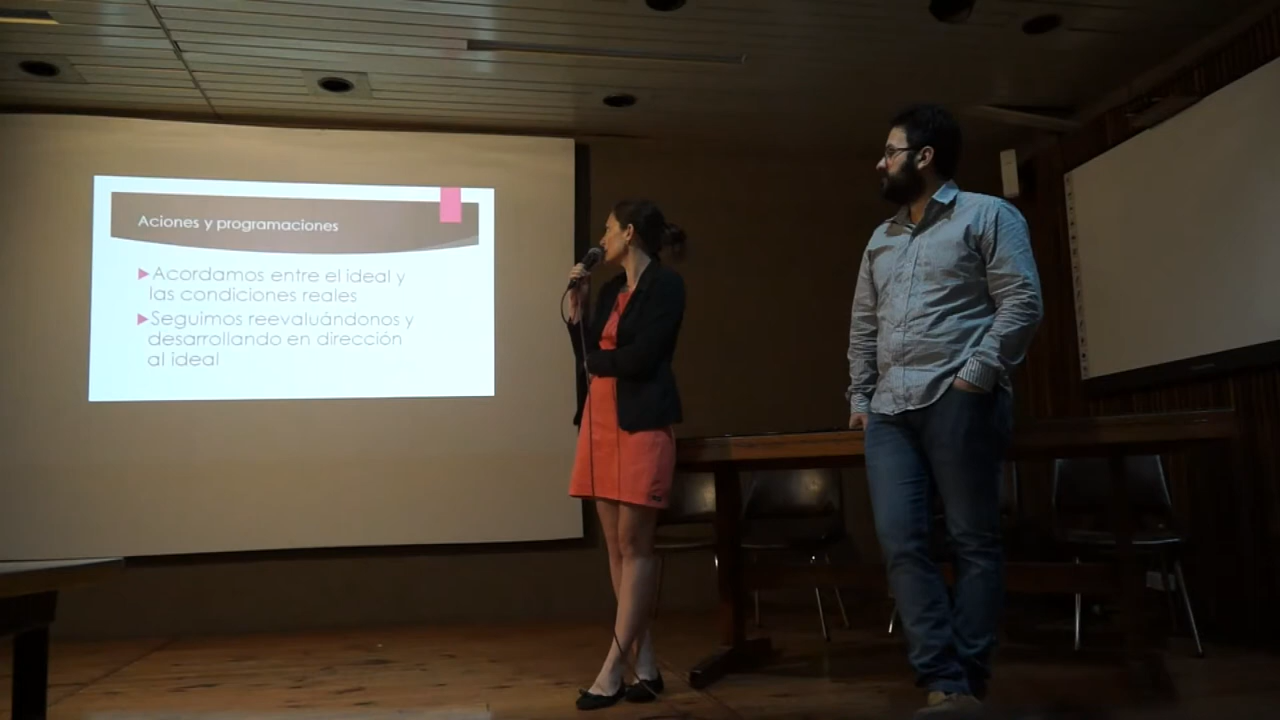 Aciones y programaciones
▶Acordamos entre el ideal y
las condiciones reales
▶Seguimos reevaluándonos y
desarrollando en dirección
al ideal